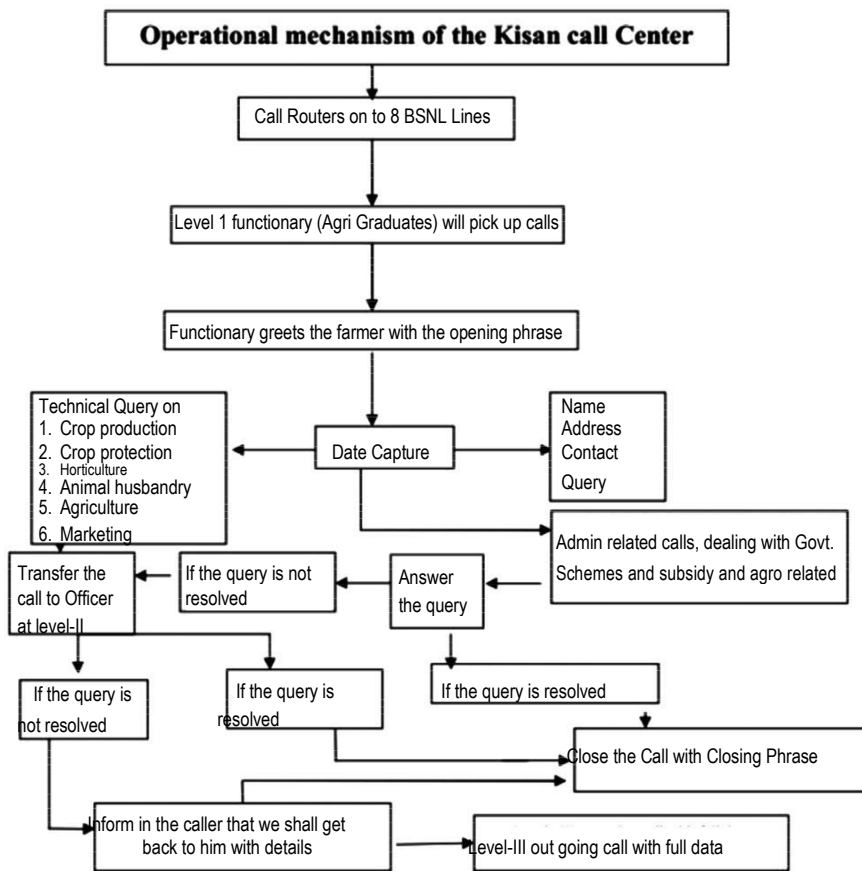 Operational mechanism of the Kisan call Center
Call Routers on to 8 BSNL Lines
Level 1 functionary (Agri Graduates) will pick up calls
Functionary greets the farmer with the opening phrase
Technical Query on
1. Crop production
2. Crop protection
3. Horticulture
4. Animal husbandry
5. Agriculture
6. Marketing
Date Capture
Name
Address
Contact
Query
Admin related calls, dealing with Govt.
Schemes and subsidy and agro related
Answer
the query
If the query is not
resolved
Transfer the
call to Officer
at level-II
If the query is
not resolved
If the query is
resolved
If the query is resolved
Close the Call with Closing Phrase
Inform in the caller that we shall get
back to him with details
Level-III out going call with full data